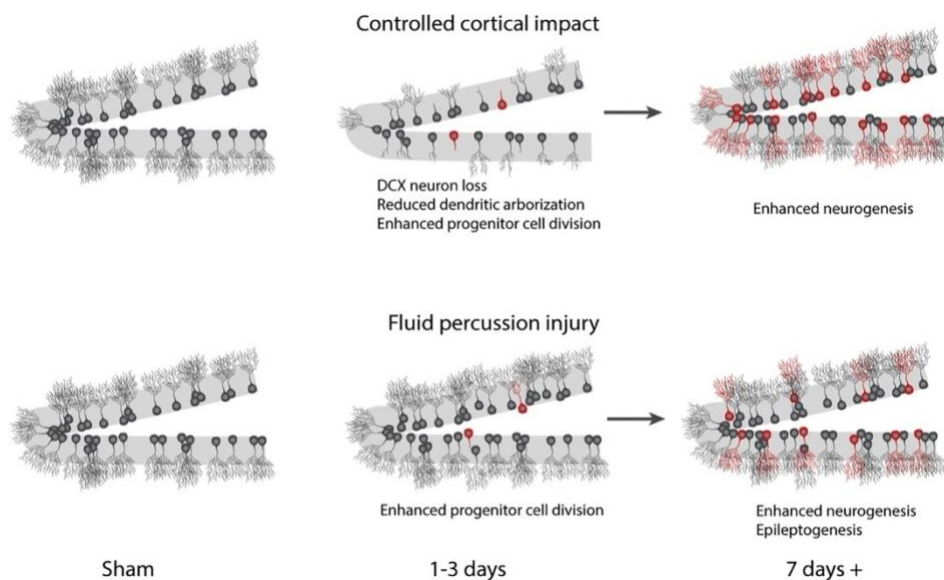 Controlled cortical impact
DCX neuron loss
Reduced dendritic arborization
Enhanced progenitor cell division
Enhanced neurogenesis
Fluid percussion injury
Enhanced progenitor cell division
Enhanced neurogenesis
Epileptogenesis
Sham
1-3 days
7 days +